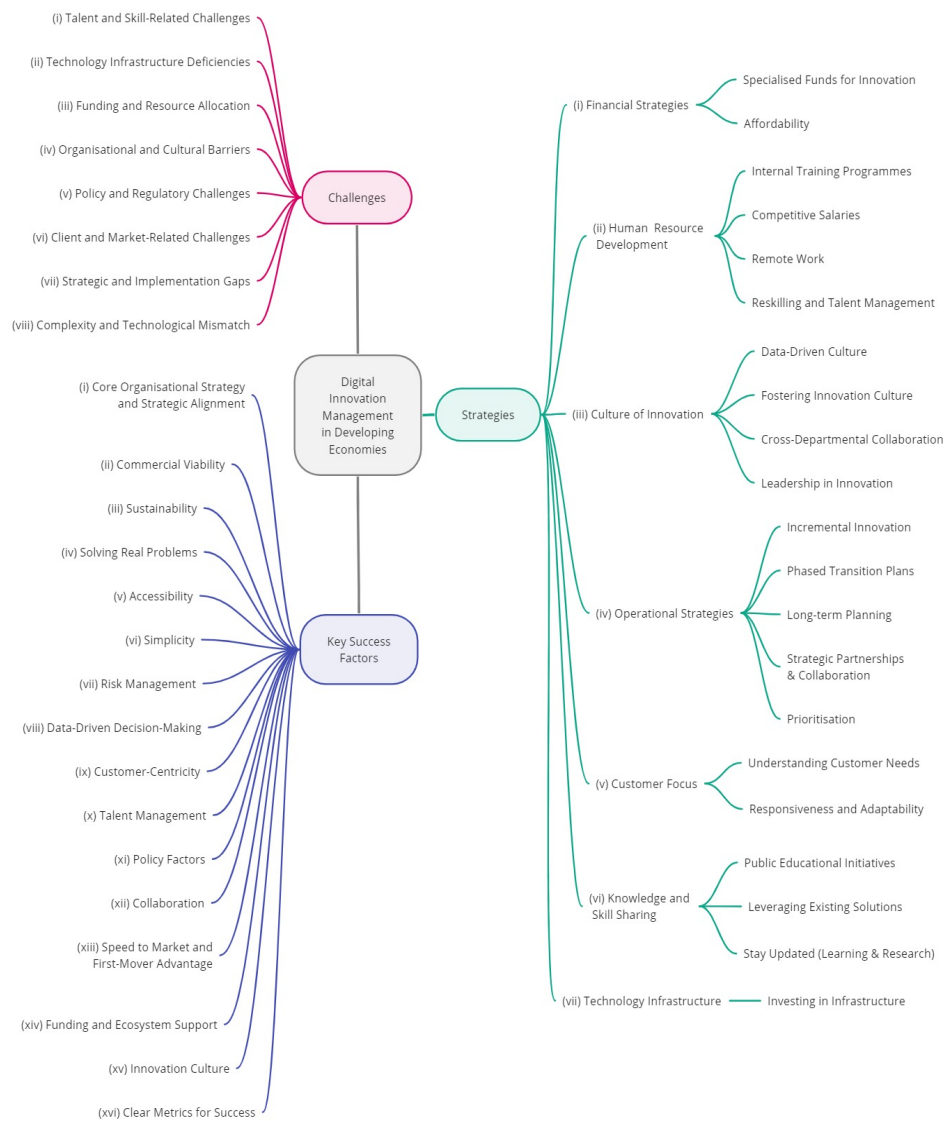 (i) Talent and Skill-Related Challenges
(ii) Technology Infrastructure Deficiencies
(iii) Funding and Resource Allocation
(iv) Organisational and Cultural Barriers
(v) Policy and Regulatory Challenges
(vi) Client and Market-Related Challenges
(vii) Strategic and Implementation Gaps
(viii) Complexity and Technological Mismatch
Challenges
Digital
Innovation
Management
in Developing
Economies
(i) Core Organisational Strategy
and Strategic Alignment
(ii) Commercial Viability
(iii) Sustainability
(iv) Solving Real Problems
(v) Accessibility
(vi) Simplicity
(vii) Risk Management
(viii) Data-Driven Decision-Making
(ix) Customer-Centricity
(x) Talent Management
(xi) Policy Factors
(xii) Collaboration
(xiii) Speed to Market and
First-Mover Advantage
(xiv) Funding and Ecosystem Support
(xv) Innovation Culture
(xvi) Clear Metrics for Success
Key Success
Factors
Strategies
(i) Financial Strategies
Specialised Funds for Innovation
Affordability
(ii) Human Resource
Development
Internal Training Programmes
Competitive Salaries
Remote Work
Reskilling and Talent Management
(iii) Culture of Innovation
Data-Driven Culture
Fostering Innovation Culture
Cross-Departmental Collaboration
Leadership in Innovation
(iv) Operational Strategies
Incremental Innovation
Phased Transition Plans
Long-term Planning
Strategic Partnerships
& Collaboration
Prioritisation
(v) Customer Focus
Understanding Customer Needs
Responsiveness and Adaptability
(vi) Knowledge and
Skill Sharing
Public Educational Initiatives
Leveraging Existing Solutions
Stay Updated (Learning & Research)
(vii) Technology Infrastructure
Investing in Infrastructure